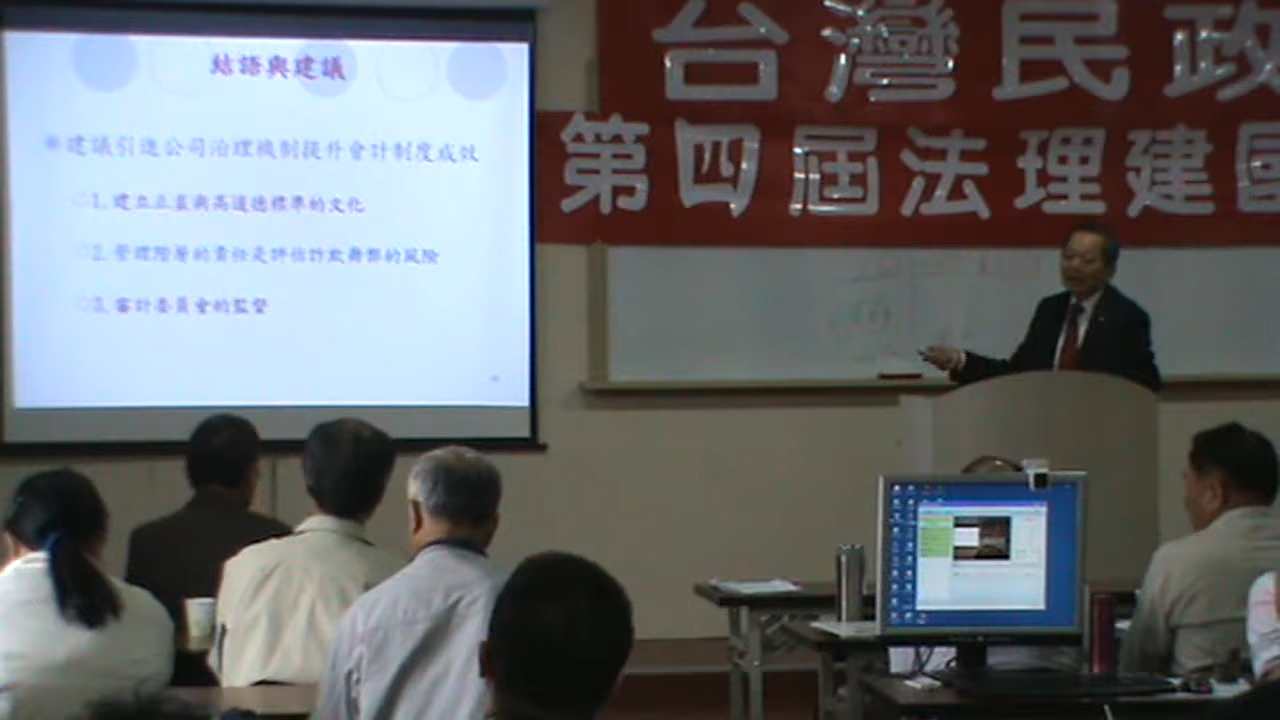 結語與建議
建議引進公司治理機制提升會計制度成效
1. 建立正直與高道德標準的文化
2. 管理階層的責任是評估詐欺舞弊的風險
3. 審計委員會的監督
台灣民政
第四屆法理建國